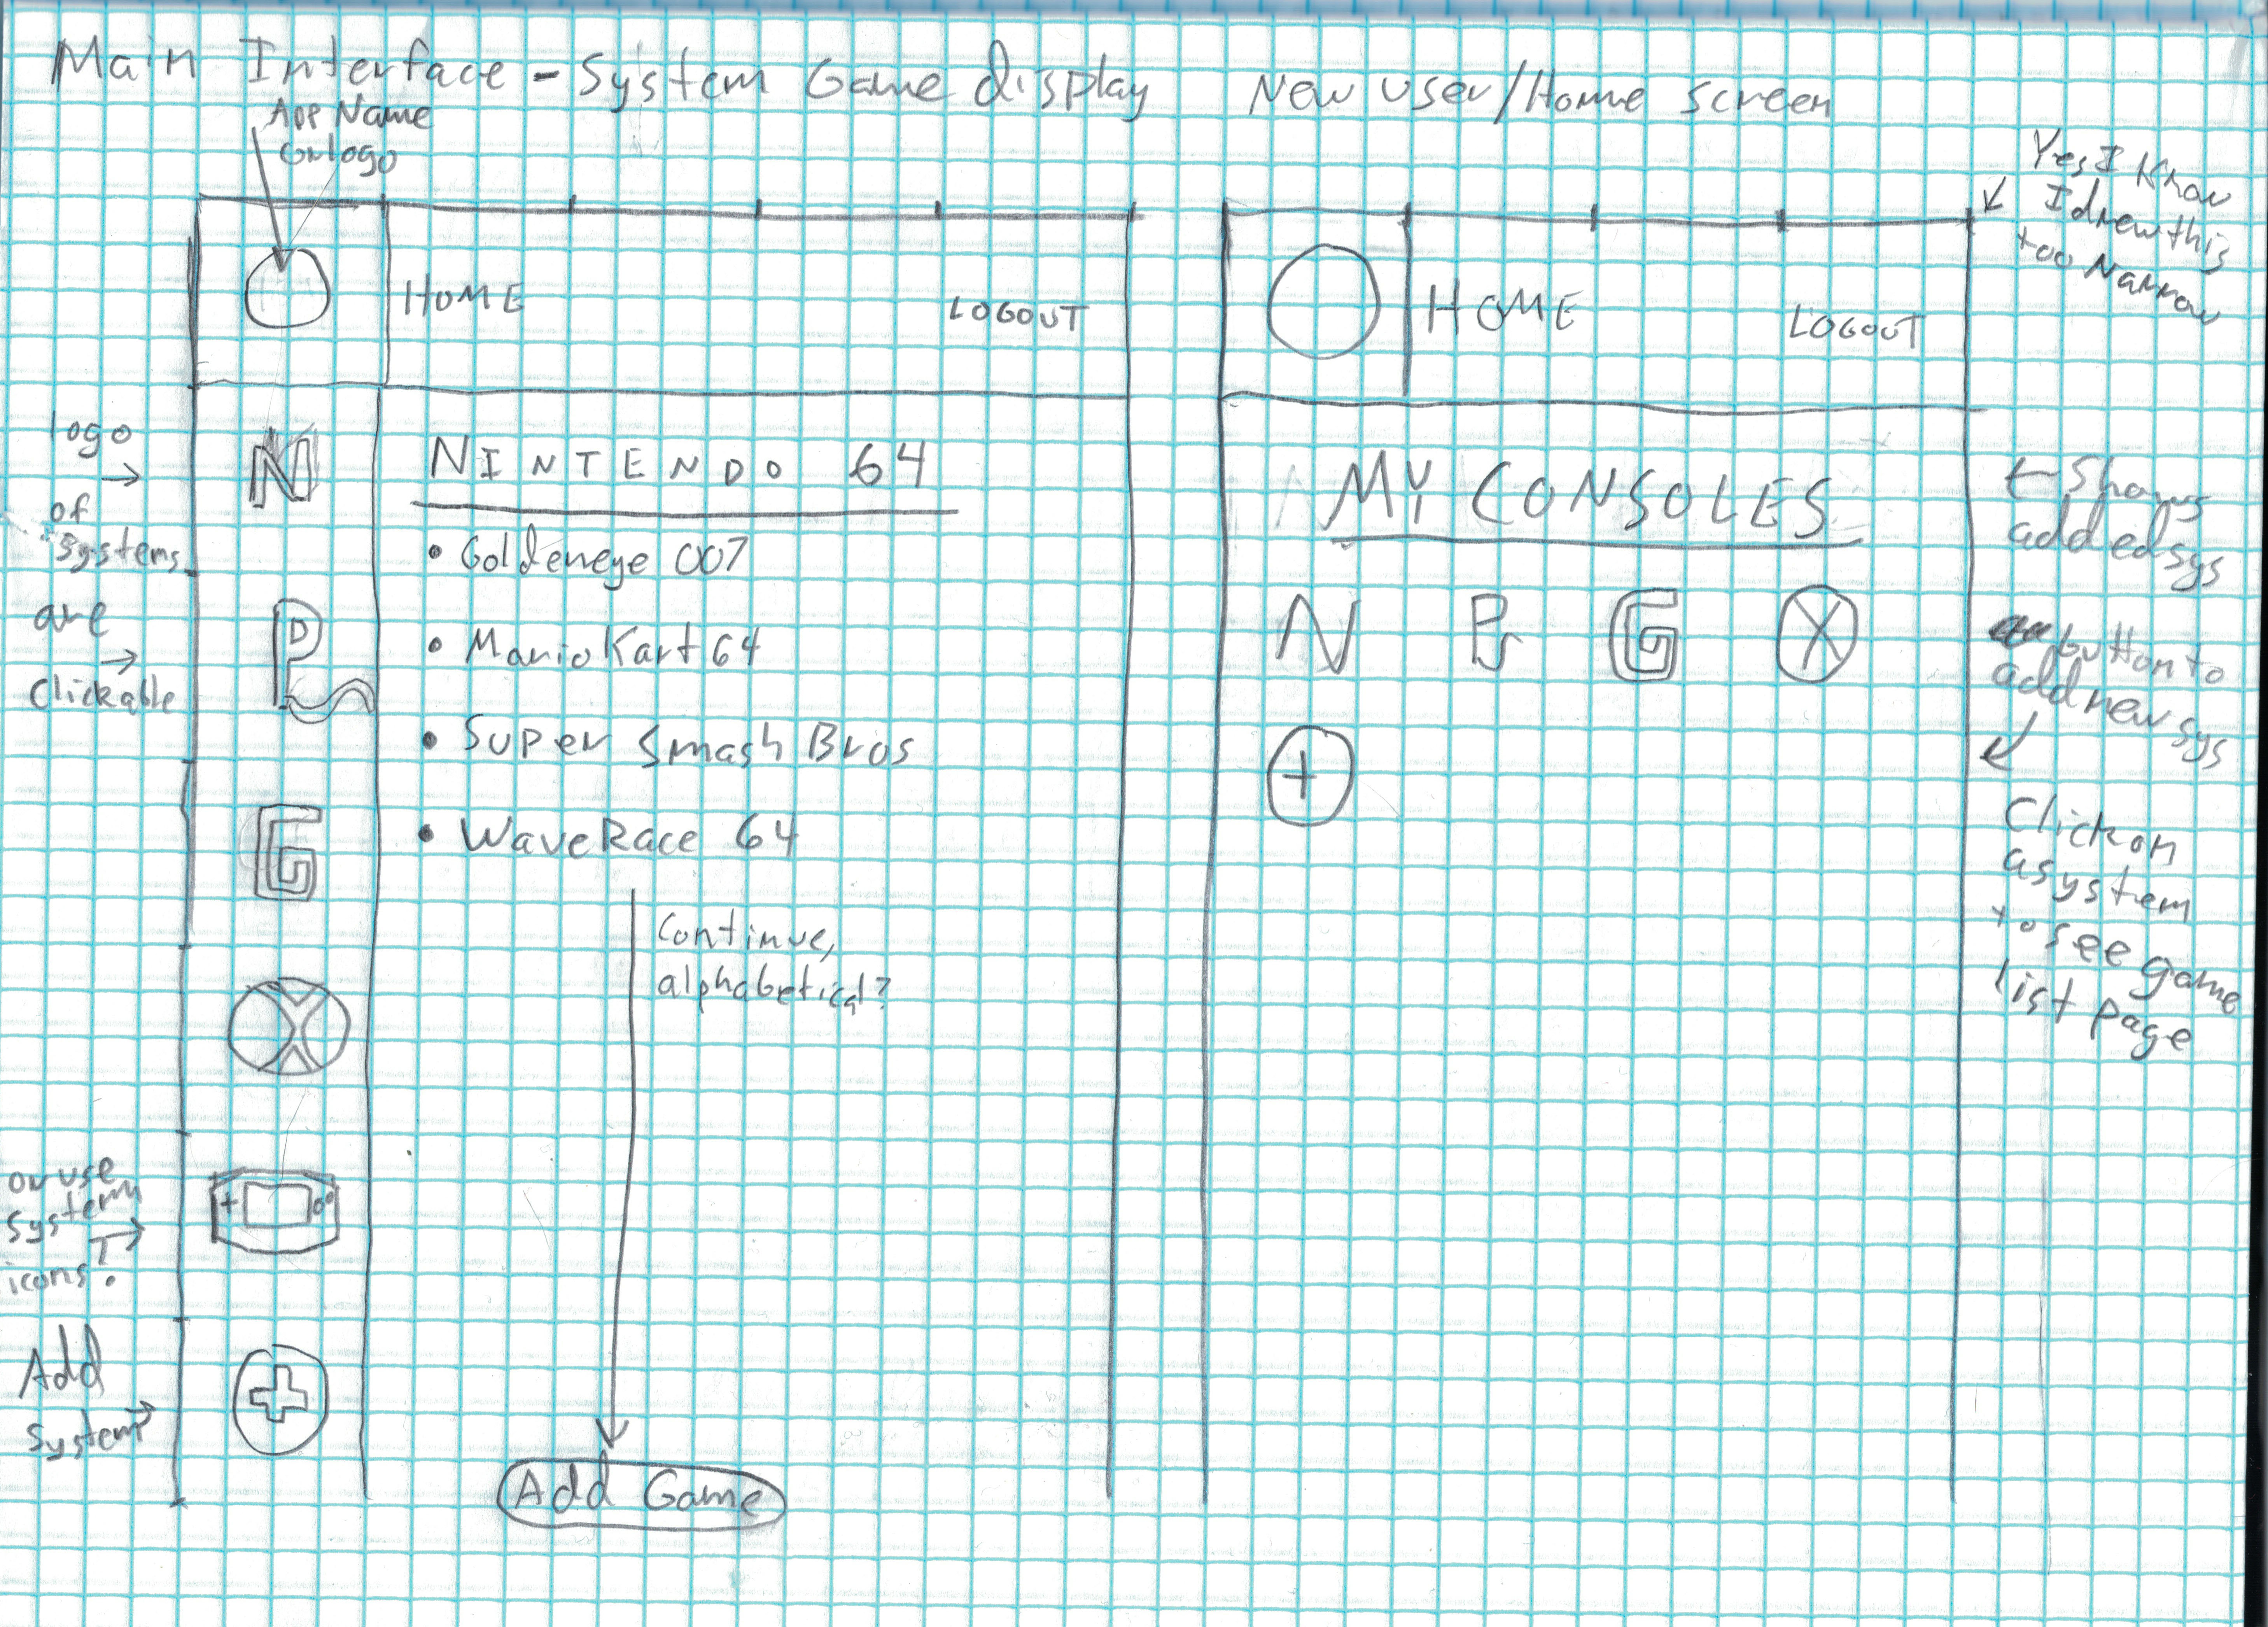 Main Interface - System Game display
New User/Home Screen
App Name
or logo
Yes I Know
I drew this
too Narrow
HOME
LOGOUT
HOME
LOGOUT
logo
of
systems
are
clickable
N
P
G
X
or use
system
icons?
Add
system
NINTENDO 64
• Goldeneye 007
• Mario Kart 64
• Super Smash Bros
• WaveRace 64
Continue,
alphabetical?
Add Game
MY CONSOLES
N PS G X
+
← Shows
added sys
button to
add new sys
Click on
a system
to see game
list page